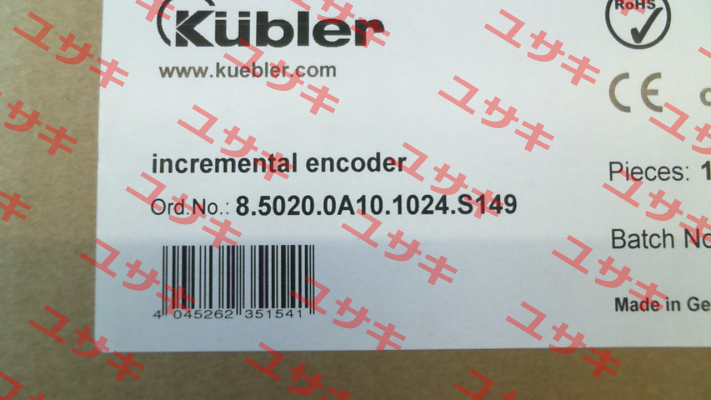 Kübler
www.kuebler.com
RoHS
CE
incremental encoder
Ord.No.: 8.5020.0A10.1024.S149
Pieces: 1
Batch No
Made in Ge
4 045262 351541
ユサキ